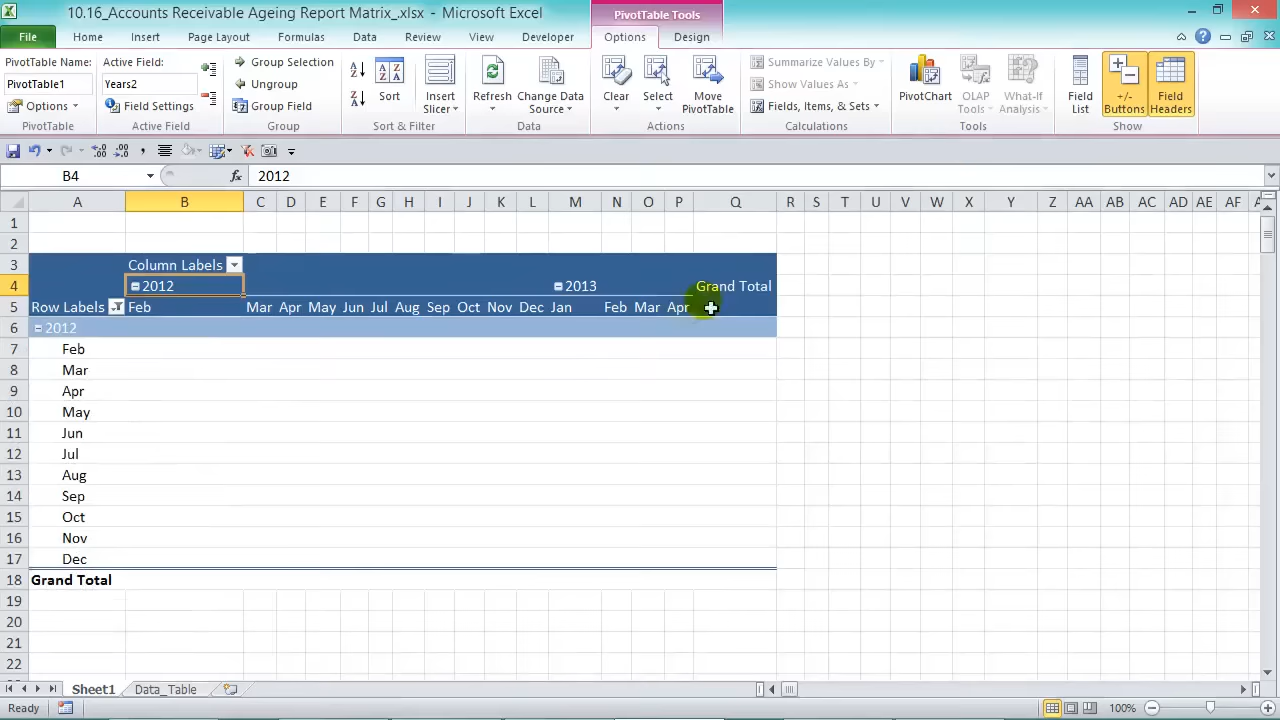 10.16_Accounts Receivable Ageing Report Matrix_.xlsx - Microsoft Excel
PivotTable Tools
File Home Insert Page Layout Formulas Data Review View Developer Options Design
PivotTable Name:
PivotTable1
Options
PivotTable
Active Field:
Years2
Field Settings
Active Field
Group Selection
Ungroup
Group Field
Group
Sort
Insert Slicer
Sort & Filter
Refresh
Change Data Source
Data
Clear
Select
Move PivotTable
Actions
Summarize Values By
Show Values As
Fields, Items, & Sets
Calculations
PivotChart
OLAP Tools
What-If Analysis
Tools
Field List
+/- Buttons
Field Headers
Show
B4 fx 2012
A B C D E F G H I J K L M N O P Q R S T U V W X Y Z AA AB AC AD AE AF
1
2
3 Column Labels
4 2012 2013 Grand Total
5 Row Labels Feb Mar Apr May Jun Jul Aug Sep Oct Nov Dec Jan Feb Mar Apr
6 2012
7 Feb
8 Mar
9 Apr
10 May
11 Jun
12 Jul
13 Aug
14 Sep
15 Oct
16 Nov
17 Dec
18 Grand Total
19
20
21
22
Sheet1 Data_Table
Ready 100%